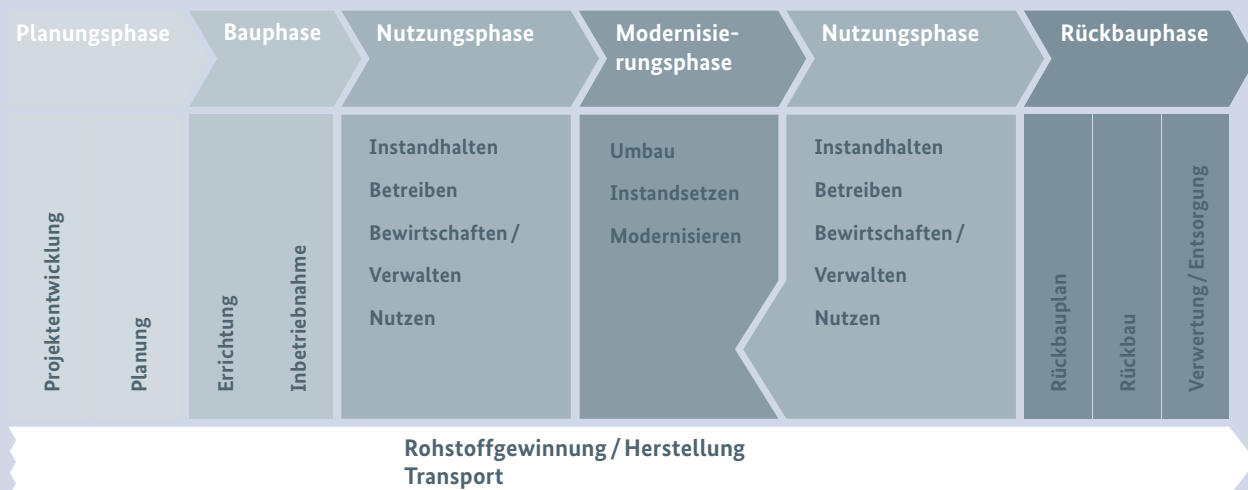 Planungsphase
Bauphase
Nutzungsphase
Modernisie-
rungsphase
Nutzungsphase
Rückbauphase
Projektentwicklung
Planung
Errichtung
Inbetriebnahme
Instandhalten
Betreiben
Bewirtschaften /
Verwalten
Nutzen
Umbau
Instandsetzen
Modernisieren
Instandhalten
Betreiben
Bewirtschaften /
Verwalten
Nutzen
Rückbauplan
Rückbau
Verwertung / Entsorgung
Rohstoffgewinnung / Herstellung
Transport